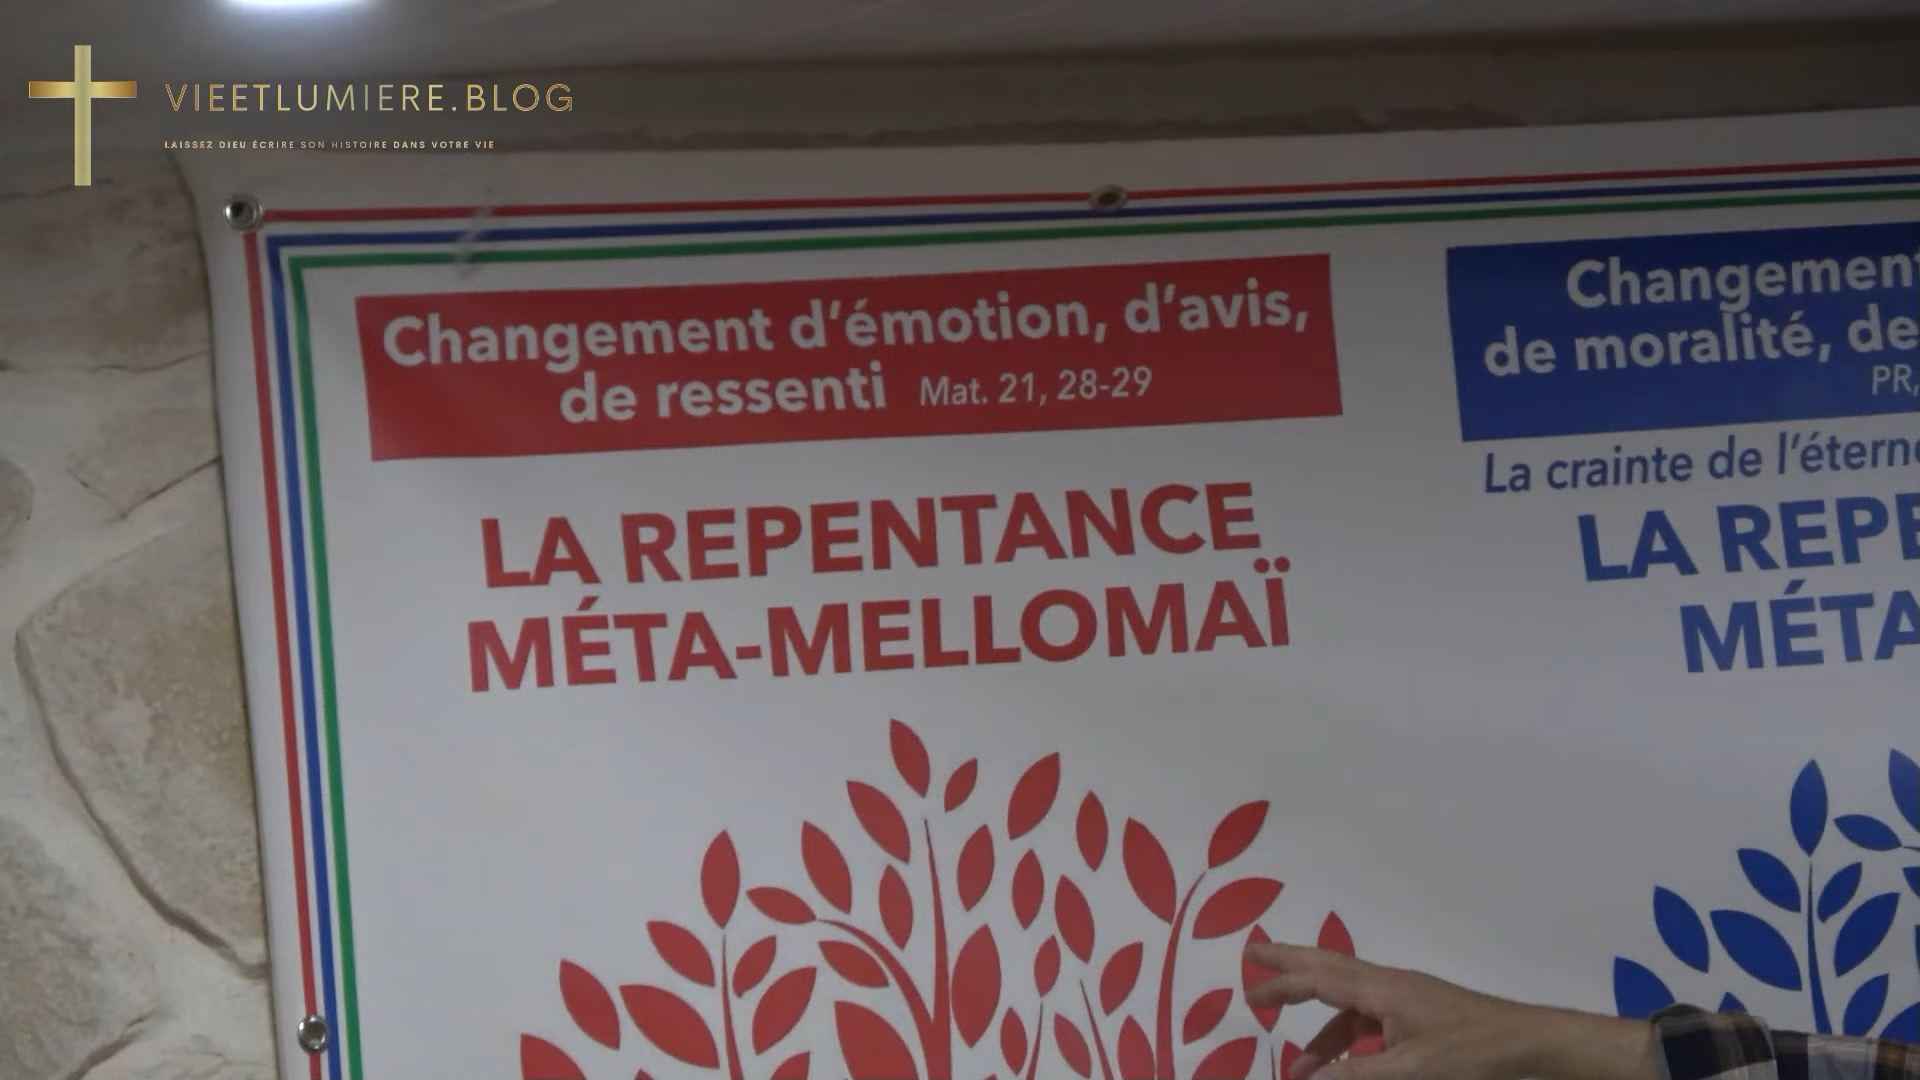 VIEETLUMIERE.BLOG
LAISSEZ DIEU ÉCRIRE SON HISTOIRE DANS VOTRE VIE
Changement d'émotion, d'avis,
de ressenti Mat. 21, 28-29
LA REPENTANCE
MÉTA-MELLOMAÏ
Changement
de moralité, de
PR,
La crainte de l'éterne
LA REPE
MÉTA